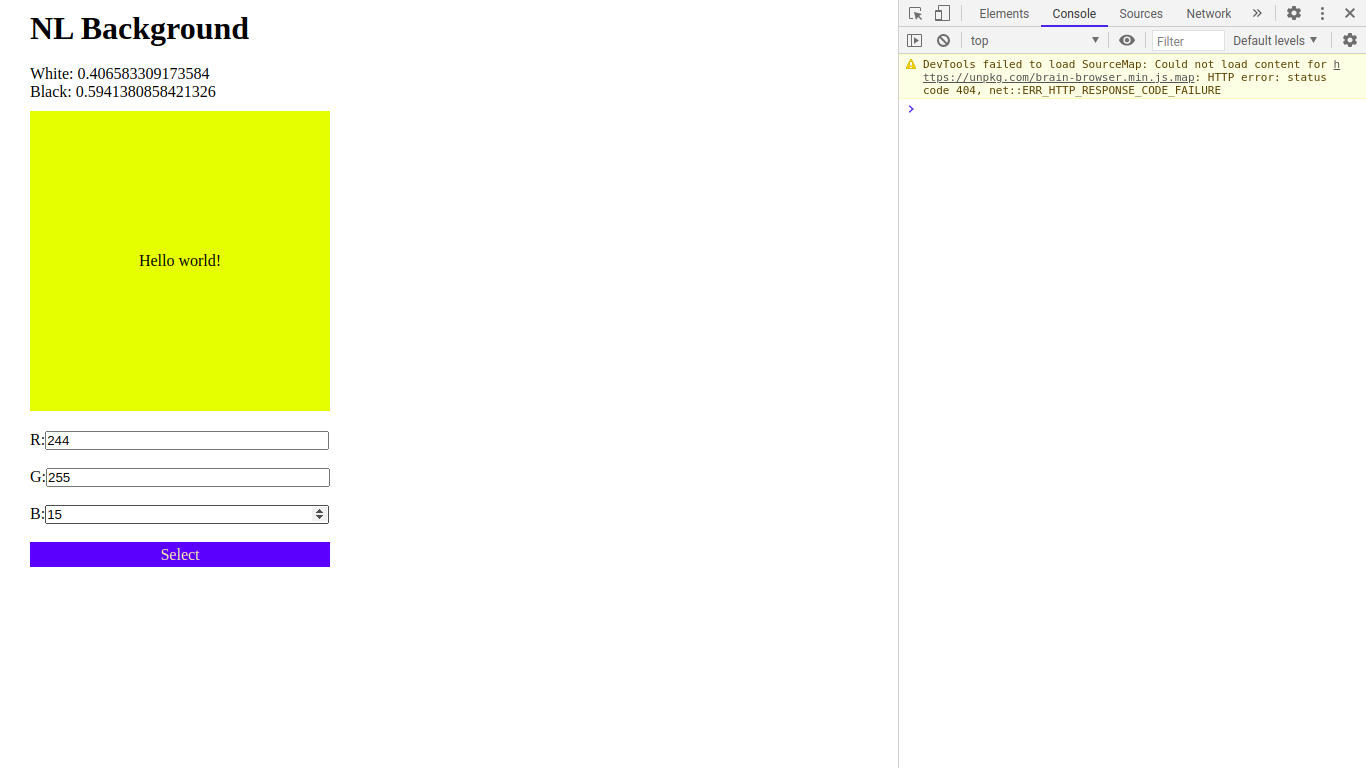 NL Background
White: 0.406583309173584
Black: 0.5941380858421326
Hello world!
R:244
G:255
B:15
Select
Elements Console Sources Network »
top Filter Default levels
DevTools failed to load SourceMap: Could not load content for h
ttps://unpkg.com/brain-browser.min.js.map: HTTP error: status
code 404, net::ERR_HTTP_RESPONSE_CODE_FAILURE